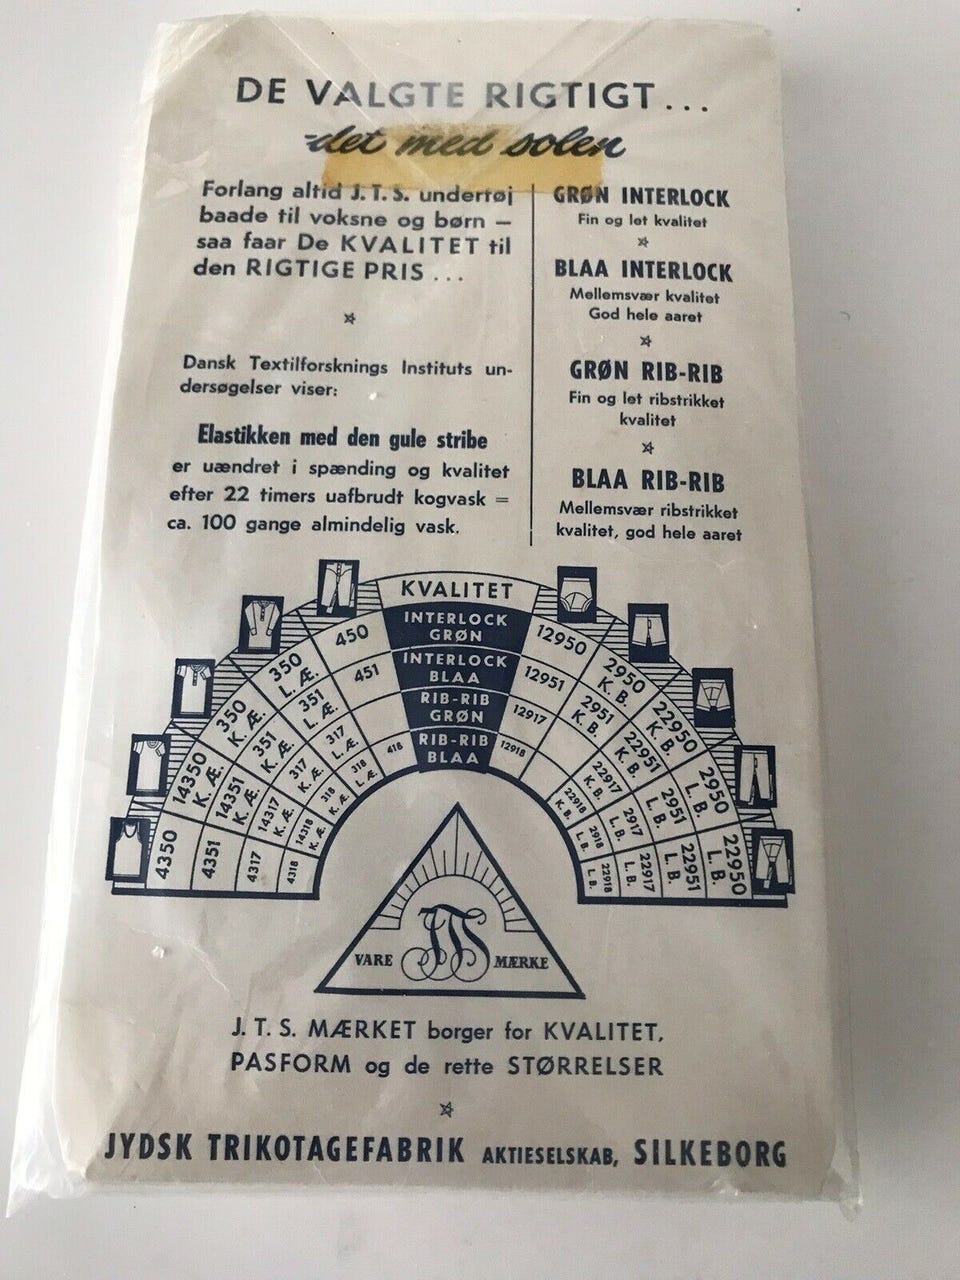 DE VALGTE RIGTIGT...
-det med solen
Forlang altid J. T. S. undertøj
baade til voksne og børn –
saa faar De KVALITET til
den RIGTIGE PRIS...
Dansk Textilforsknings Instituts un-
dersøgelser viser:
Elastikken med den gule stribe
er uændret i spænding og kvalitet
efter 22 timers uafbrudt kogvask =
ca. 100 gange almindelig vask.
GRØN INTERLOCK
Fin og let kvalitet
BLAA INTERLOCK
Mellemsvær kvalitet
God hele aaret
GRØN RIB-RIB
Fin og let ribstrikket
kvalitet
BLAA RIB-RIB
Mellemsvær ribstrikket
kvalitet, god hele aaret
KVALITET
INTERLOCK
GRØN
INTERLOCK
BLAA
RIB-RIB
GRØN
RIB-RIB
BLAA
4350
4351
4317
4318
14350
K. Æ.
14351
K. Æ.
14317
K. Æ.
14318
K. Æ.
350
K. Æ.
351
K. Æ.
317
K. Æ.
318
K. Æ.
350
L. Æ.
351
L. Æ.
317
L. Æ.
318
L. Æ.
450
451
418
12950
12951
12917
12918
2950
K. B.
2951
K. B.
22950
K. B.
22951
K. B.
22917
K. B.
22918
K. B.
2950
L. B.
2951
L. B.
2917
L. B.
2918
L. B.
22950
L. B.
22951
L. B.
22917
L. B.
22918
L. B.
VARE
JTS
MÆRKE
J. T. S. MÆRKET borger for KVALITET,
PASFORM og de rette STØRRELSER
JYDSK TRIKOTAGEFABRIK AKTIESELSKAB, SILKEBORG